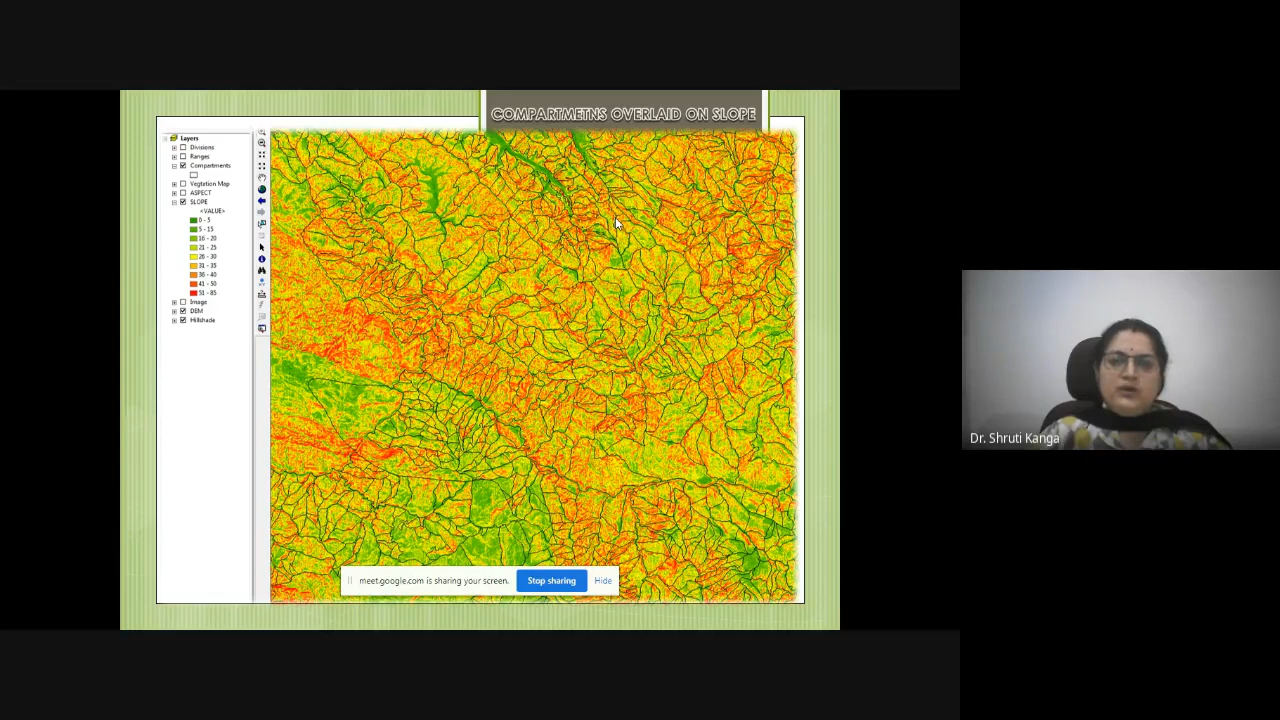 COMPARTMETNS OVERLAID ON SLOPE
Layers
Divisions
Ranges
Compartments
Vegtation Map
ASPECT
SLOPE
<VALUE>
0 - 5
5 - 15
16 - 20
21 - 25
26 - 30
31 - 35
36 - 40
41 - 50
51 - 85
Image
DEM
Hillshade
meet.google.com is sharing your screen.
Stop sharing
Hide
Dr. Shruti Kanga